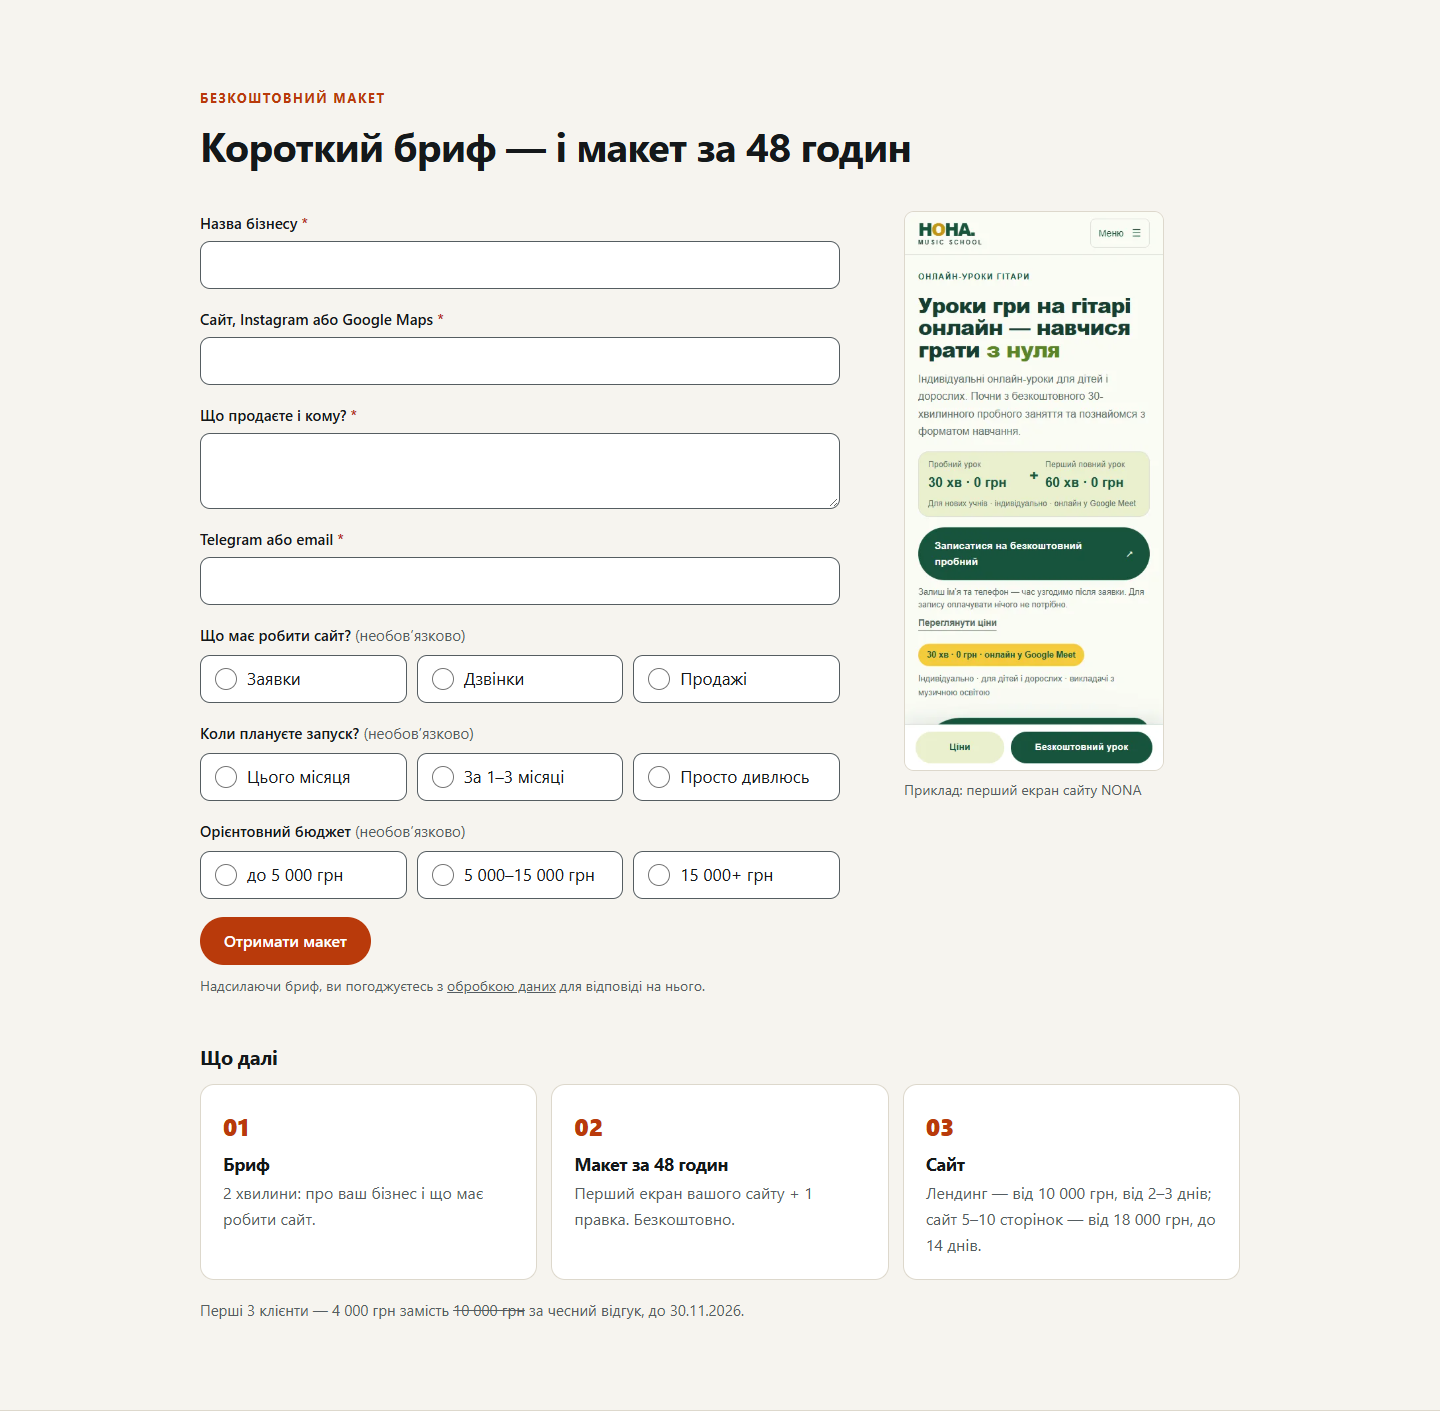 БЕЗКОШТОВНИЙ МАКЕТ
Короткий бриф — і макет за 48 годин
Назва бізнесу *
Сайт, Instagram або Google Maps *
Що продаєте і кому? *
Telegram або email *
Що має робити сайт? (необов’язково)
Заявки
Дзвінки
Продажі
Коли плануєте запуск? (необов’язково)
Цього місяця
За 1–3 місяці
Просто дивлюсь
Орієнтовний бюджет (необов’язково)
до 5 000 грн
5 000–15 000 грн
15 000+ грн
Отримати макет
Надсилаючи бриф, ви погоджуєтесь з обробкою даних для відповіді на нього.
НОНА.
MUSIC SCHOOL
Меню
ОНЛАЙН-УРОКИ ГІТАРИ
Уроки гри на гітарі
онлайн — навчися
грати з нуля
Індивідуальні онлайн-уроки для дітей і
дорослих. Почни з безкоштовного 30-
хвилинного пробного заняття та познайомся з
форматом навчання.
Пробний урок
30 хв · 0 грн
+
Перший повний урок
60 хв · 0 грн
Для нових учнів · індивідуально · онлайн у Google Meet
Записатися на безкоштовний
пробний ↗
Залиш ім’я та телефон — час узгодимо після заявки. Для
запису оплачувати нічого не потрібно.
Переглянути ціни
30 хв · 0 грн · онлайн у Google Meet
Індивідуально · для дітей і дорослих · викладачі з
музичною освітою
Ціни
Безкоштовний урок
Приклад: перший екран сайту NONA
Що далі
01
Бриф
2 хвилини: про ваш бізнес і що має
робити сайт.
02
Макет за 48 годин
Перший екран вашого сайту + 1
правка. Безкоштовно.
03
Сайт
Лендинг — від 10 000 грн, від 2–3 днів;
сайт 5–10 сторінок — від 18 000 грн, до
14 днів.
Перші 3 клієнти — 4 000 грн замість 10 000 грн за чесний відгук, до 30.11.2026.